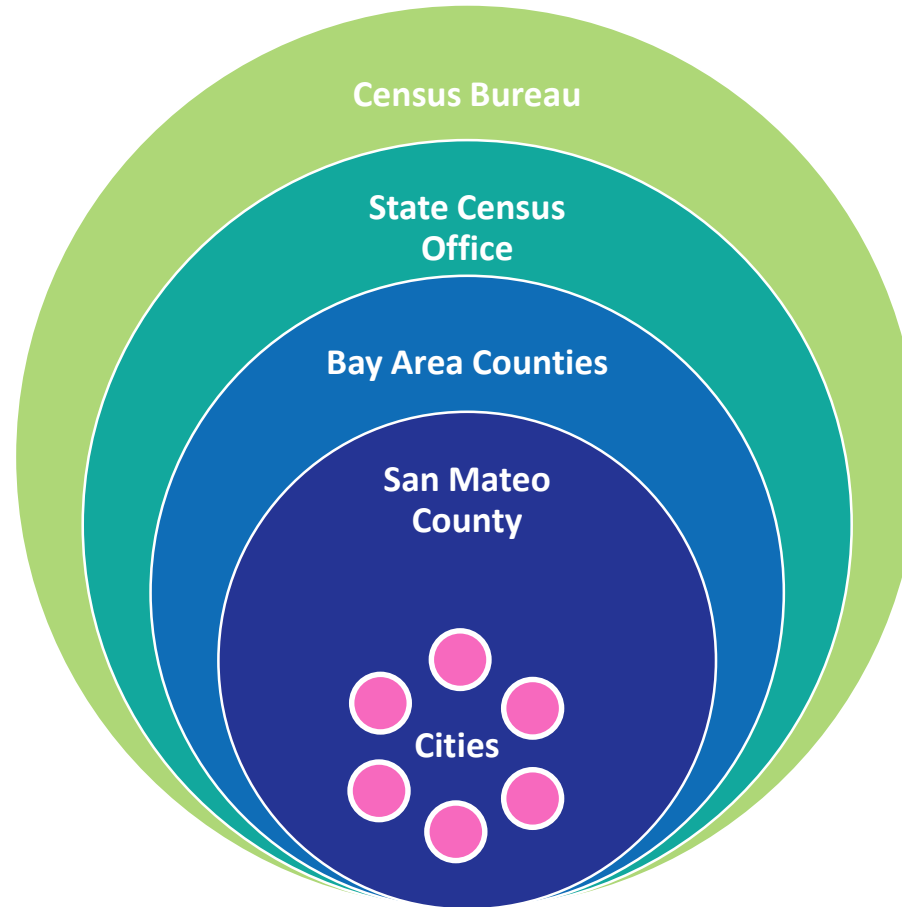 Census Bureau
State Census
Office
Bay Area Counties
San Mateo
County
Cities